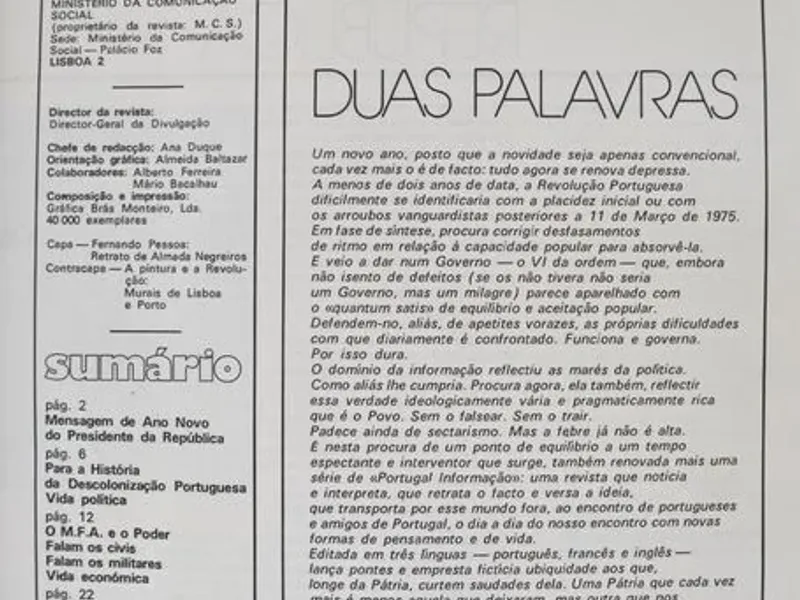 MINISTÉRIO DA COMUNICAÇÃO
SOCIAL
(proprietário da revista: M. C. S.)
Sede: Ministério da Comunicação
Social — Palácio Foz
LISBOA 2
Director da revista:
Director-Geral da Divulgação
Chefe de redacção: Ana Duque
Orientação gráfica: Almeida Baltazar
Colaboradores: Alberto Ferreira
Mário Bacalhau
Composição e impressão:
Gráfica Brás Monteiro, Lda.
40 000 exemplares
Capa — Fernando Pessoa:
Retrato de Almada Negreiros
Contracapa — A pintura e a Revolu-
ção:
Murais de Lisboa
e Porto
sumário
pág. 2
Mensagem de Ano Novo
do Presidente da República
pág. 6
Para a História
da Descolonização Portuguesa
Vida política
pág. 12
O M.F.A. e o Poder
Falam os civis
Falam os militares
Vida económica
pág. 22
DUAS PALAVRAS
Um novo ano, posto que a novidade seja apenas convencional,
cada vez mais o é de facto: tudo agora se renova depressa.
A menos de dois anos de data, a Revolução Portuguesa
dificilmente se identificaria com a placidez inicial ou com
os arroubos vanguardistas posteriores a 11 de Março de 1975.
Em fase de síntese, procura corrigir desfasamentos
de ritmo em relação à capacidade popular para absorvê-la.
E veio a dar num Governo — o VI da ordem — que, embora
não isento de defeitos (se os não tivera não seria
um Governo, mas um milagre) parece aparelhado com
o «quantum satis» de equilíbrio e aceitação popular.
Defendem-no, aliás, de apetites vorazes, as próprias dificuldades
com que diariamente é confrontado. Funciona e governa.
Por isso dura.
O domínio da informação reflectiu as marés da política.
Como aliás lhe cumpria. Procura agora, ela também, reflectir
essa verdade ideologicamente vária e pragmaticamente rica
que é o Povo. Sem o falsear. Sem o trair.
Padece ainda de sectarismo. Mas a febre já não é alta.
É nesta procura de um ponto de equilíbrio a um tempo
espectante e interventor que surge, também renovada mais uma
série de «Portugal Informação»: uma revista que noticia
e interpreta, que retrata o facto e versa a ideia,
que transporta por esse mundo fora, ao encontro de portugueses
e amigos de Portugal, o dia a dia do nosso encontro com novas
formas de pensamento e de vida.
Editada em três línguas — português, francês e inglês —
lança pontes e empresta fictícia ubiquidade aos que,
longe da Pátria, curtem saudades dela. Uma Pátria que cada vez
mais é menos aquela que deixaram, mas outra que nos